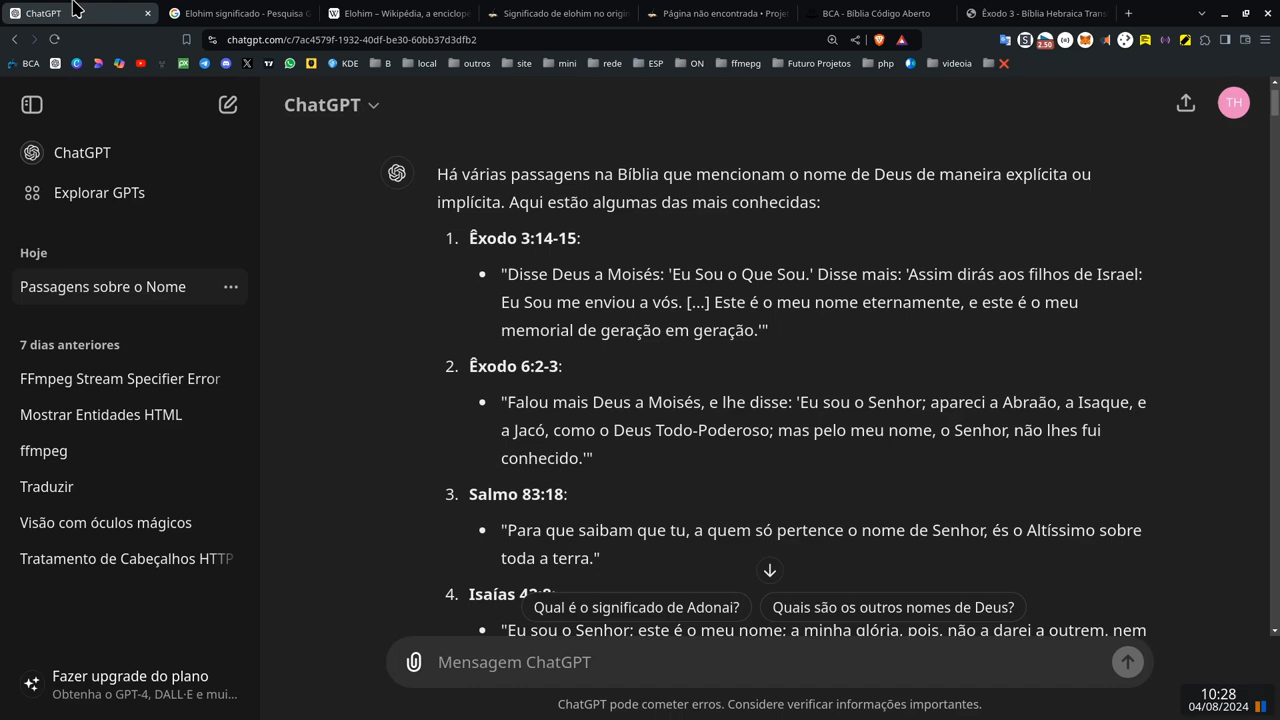 ChatGPT
Elohim significado - Pesquisa G
Elohim – Wikipédia, a enciclope
Significado de elohim no origin
Página não encontrada • Proje
BCA - Bíblia Código Aberto
Êxodo 3 - Bíblia Hebraica Trans
chatgpt.com/c/7ac4579f-1932-40df-be30-60bb37d3dfb2
2.50
BCA
KDE
B
local
outros
site
mini
rede
ESP
ON
ffmpeg
Futuro Projetos
php
videoia
ChatGPT
TH
ChatGPT
Explorar GPTs
Hoje
Passagens sobre o Nome
7 dias anteriores
FFmpeg Stream Specifier Error
Mostrar Entidades HTML
ffmpeg
Traduzir
Visão com óculos mágicos
Tratamento de Cabeçalhos HTTP
Fazer upgrade do plano
Obtenha o GPT-4, DALL·E e mui...
Há várias passagens na Bíblia que mencionam o nome de Deus de maneira explícita ou
implícita. Aqui estão algumas das mais conhecidas:
1. Êxodo 3:14-15:
"Disse Deus a Moisés: 'Eu Sou o Que Sou.' Disse mais: 'Assim dirás aos filhos de Israel:
Eu Sou me enviou a vós. [...] Este é o meu nome eternamente, e este é o meu
memorial de geração em geração.'"
2. Êxodo 6:2-3:
"Falou mais Deus a Moisés, e lhe disse: 'Eu sou o Senhor; apareci a Abraão, a Isaque, e
a Jacó, como o Deus Todo-Poderoso; mas pelo meu nome, o Senhor, não lhes fui
conhecido.'"
3. Salmo 83:18:
"Para que saibam que tu, a quem só pertence o nome de Senhor, és o Altíssimo sobre
toda a terra."
4. Isaías 42:8:
Qual é o significado de Adonai?
Quais são os outros nomes de Deus?
"Eu sou o Senhor; este é o meu nome; a minha glória, pois, não a darei a outrem, nem
Mensagem ChatGPT
ChatGPT pode cometer erros. Considere verificar informações importantes.
10:28
04/08/2024